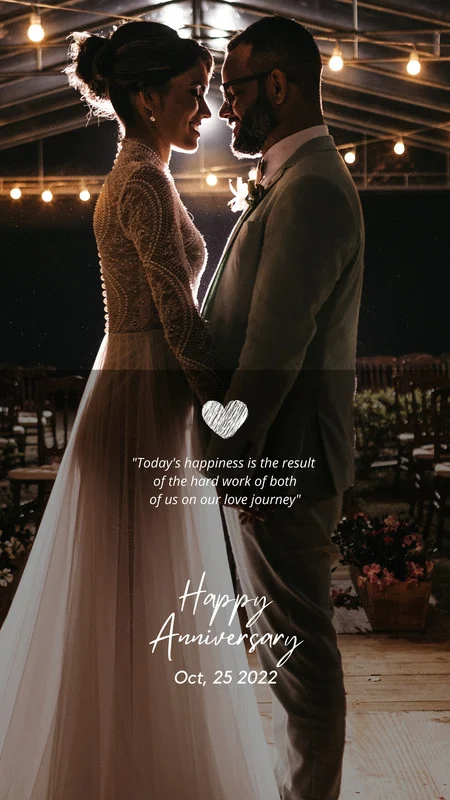 "Today's happiness is the result
of the hard work of both
of us on our love journey"
Happy
Anniversary
Oct, 25 2022